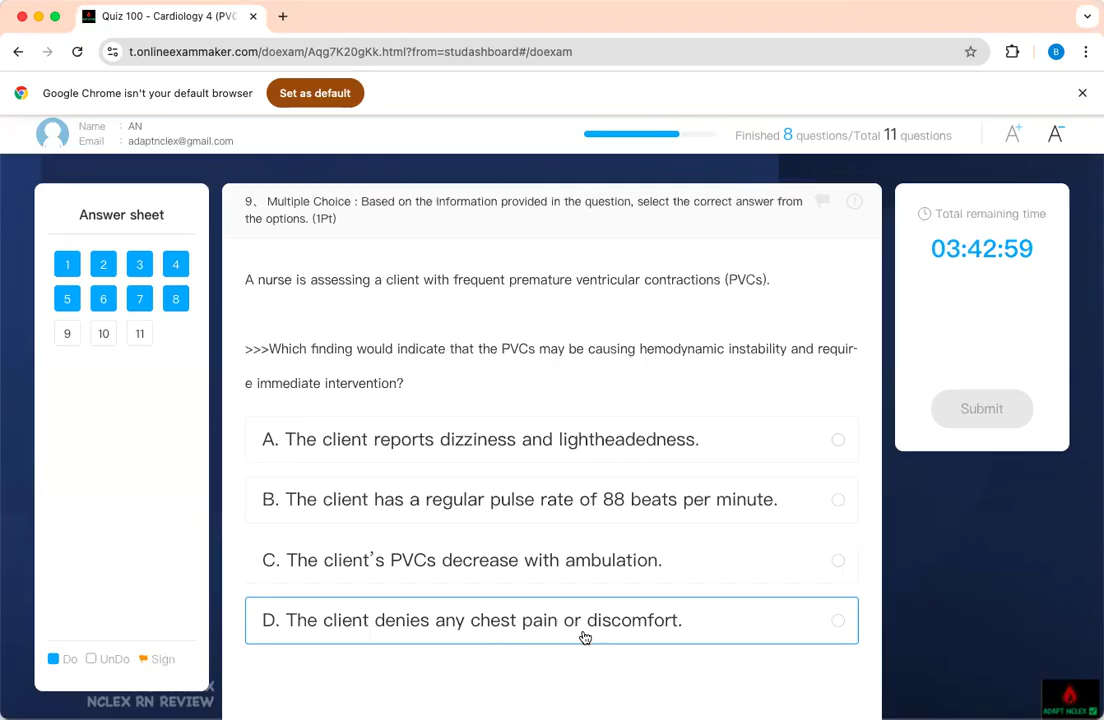 Quiz 100 - Cardiology 4 (PVC
t.onlineexammaker.com/doexam/Aqg7K20gKk.html?from=studashboard#/doexam
B
Google Chrome isn't your default browser
Set as default
Name : AN
Email : adaptnclex@gmail.com
Finished 8 questions/Total 11 questions
A+ A-
Answer sheet
1 2 3 4
5 6 7 8
9 10 11
Do UnDo Sign
NCLEX RN REVIEW
9、 Multiple Choice : Based on the information provided in the question, select the correct answer from
the options. (1Pt)
A nurse is assessing a client with frequent premature ventricular contractions (PVCs).
>>>Which finding would indicate that the PVCs may be causing hemodynamic instability and requir-
e immediate intervention?
A. The client reports dizziness and lightheadedness.
B. The client has a regular pulse rate of 88 beats per minute.
C. The client's PVCs decrease with ambulation.
D. The client denies any chest pain or discomfort.
Total remaining time
03:42:59
Submit
ADAPT NCLEX